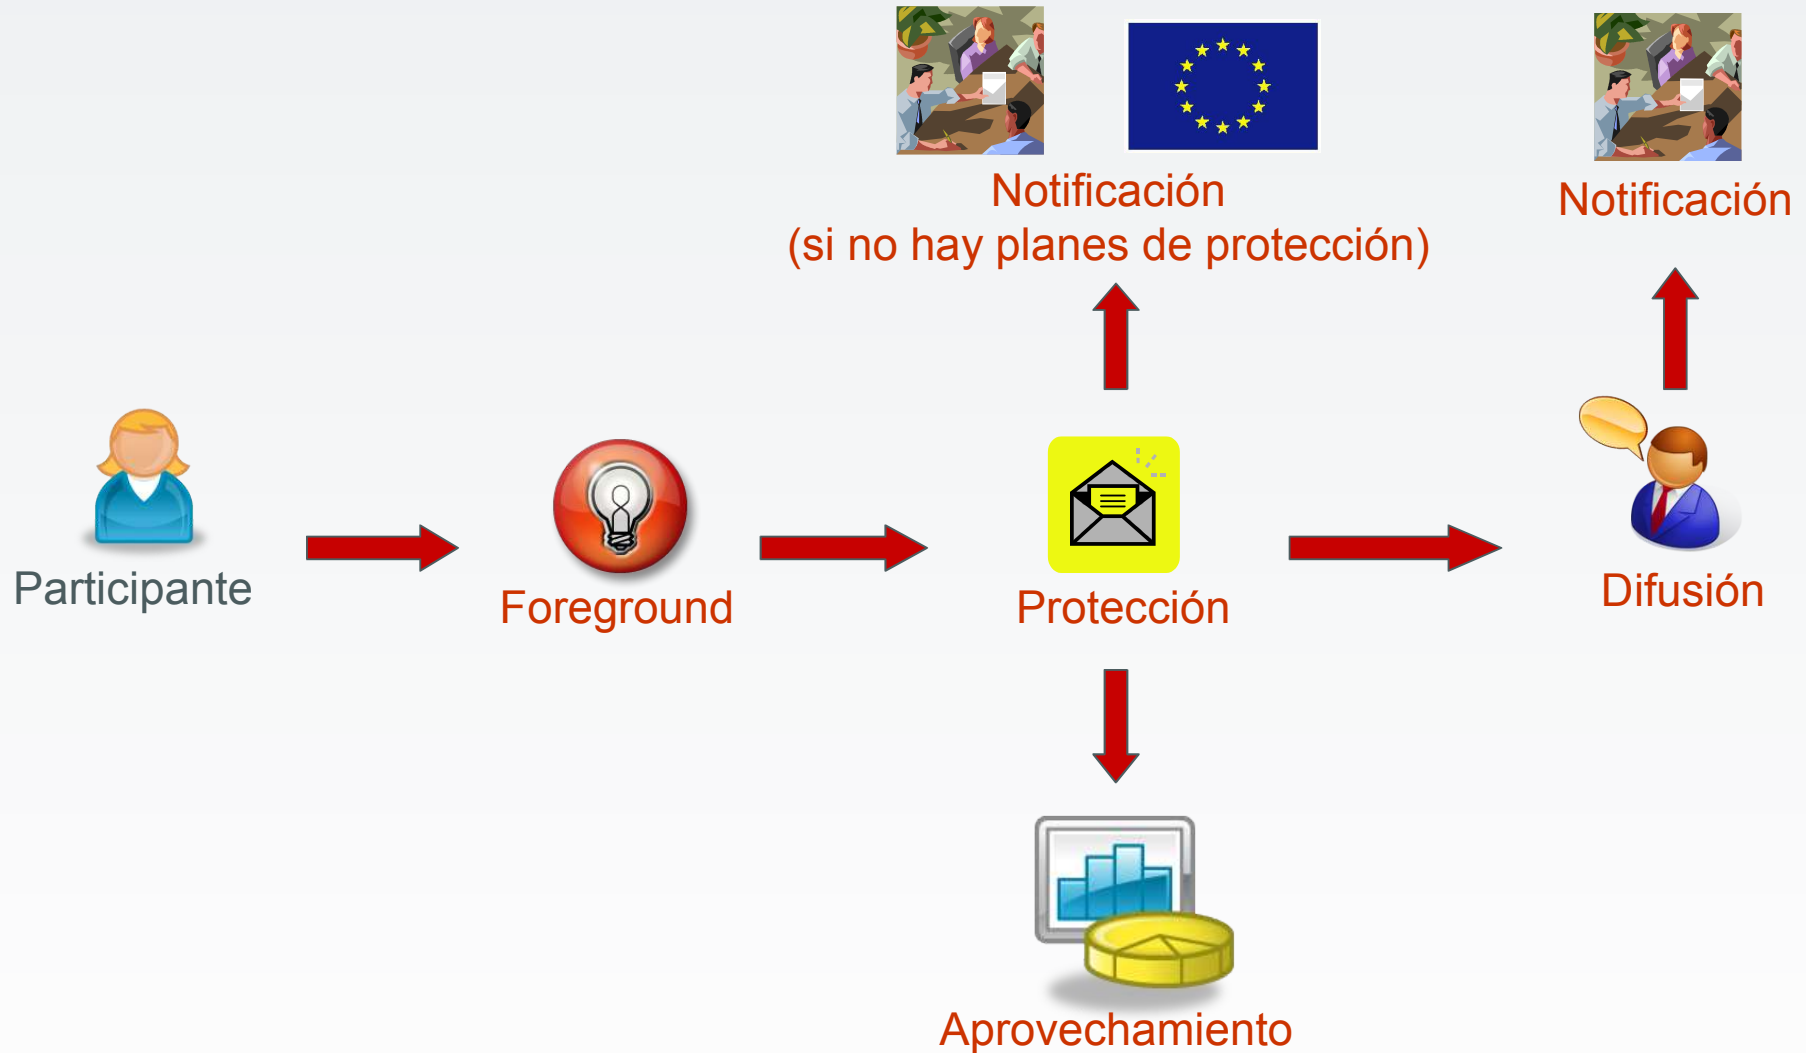 Notificación
(si no hay planes de protección)
Notificación
Participante
Foreground
Protección
Difusión
Aprovechamiento